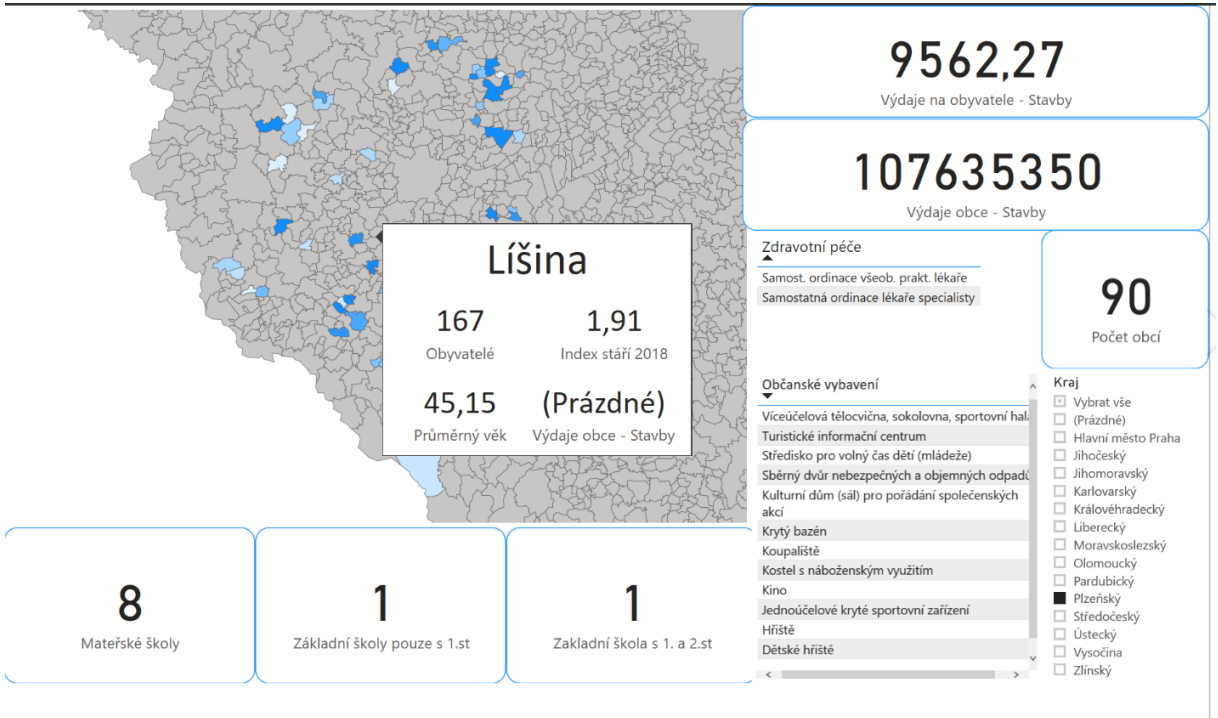 9562,27
Výdaje na obyvatele - Stavby
107635350
Výdaje obce - Stavby
Líšina
167
Obyvatelé
1,91
Index stáří 2018
45,15
Průměrný věk
(Prázdné)
Výdaje obce - Stavby
Zdravotní péče
Samost. ordinace všeob. prakt. lékaře
Samostatná ordinace lékaře specialisty
90
Počet obcí
Občanské vybavení
Víceúčelová tělocvična, sokolovna, sportovní hal
Turistické informační centrum
Středisko pro volný čas dětí (mládeže)
Sběrný dvůr nebezpečných a objemných odpadů
Kulturní dům (sál) pro pořádání společenských
akcí
Krytý bazén
Koupaliště
Kostel s náboženským využitím
Kino
Jednoúčelové kryté sportovní zařízení
Hřiště
Dětské hřiště
Kraj
Vybrat vše
(Prázdné)
Hlavní město Praha
Jihočeský
Jihomoravský
Karlovarský
Královéhradecký
Liberecký
Moravskoslezský
Olomoucký
Pardubický
Plzeňský
Středočeský
Ústecký
Vysočina
Zlínský
8
Mateřské školy
1
Základní školy pouze s 1.st
1
Zakladní škola s 1. a 2.st